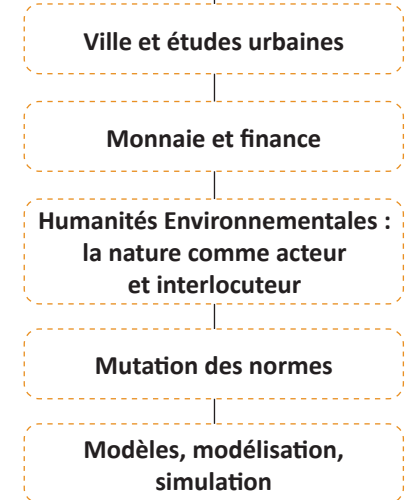 Ville et études urbaines
Monnaie et finance
Humanités Environnementales :
la nature comme acteur
et interlocuteur
Mutation des normes
Modèles, modélisation,
simulation